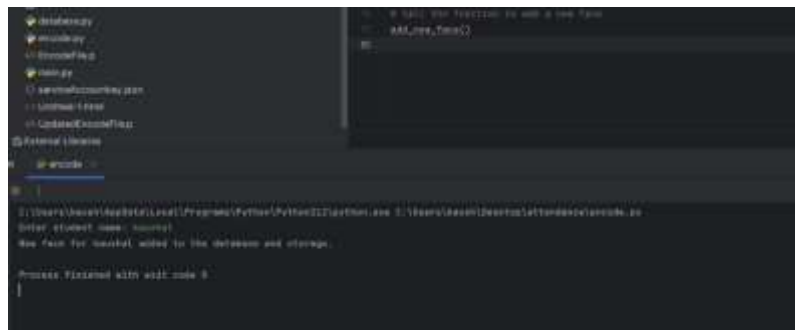 database.py
encode.py
EncodeFile.p
main.py
serviceAccountKey.json
UpdatedEncodeFile.p
External Libraries
# Call the function to add a new face
add_new_face()
encode
Enter student name: kaushal
New face for kaushal added to the database and storage.
Process finished with exit code 0